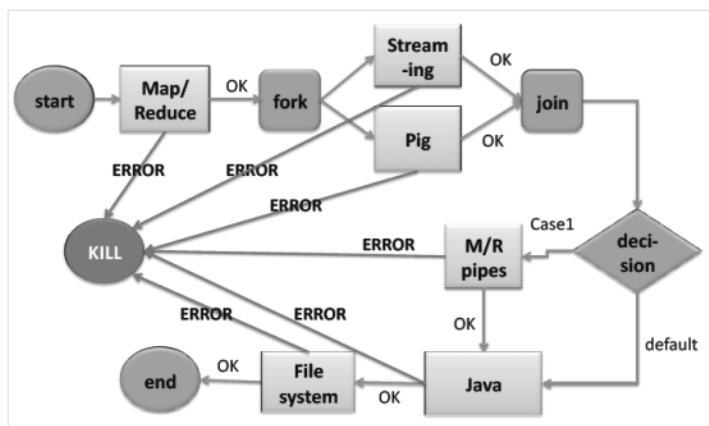 start
Map/
Reduce
OK
fork
Stream
-ing
OK
join
Pig
OK
ERROR
ERROR
ERROR
KILL
ERROR
M/R
pipes
Case1
deci-
sion
OK
default
ERROR
ERROR
end
OK
File
system
OK
Java